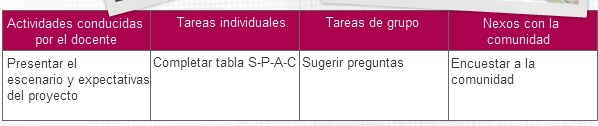 Actividades conducidas
por el docente
Tareas individuales
Tareas de grupo
Nexos con la
comunidad
Presentar el
escenario y expectativas
del proyecto
Completar tabla S-P-A-C
Sugerir preguntas
Encuestar a la
comunidad